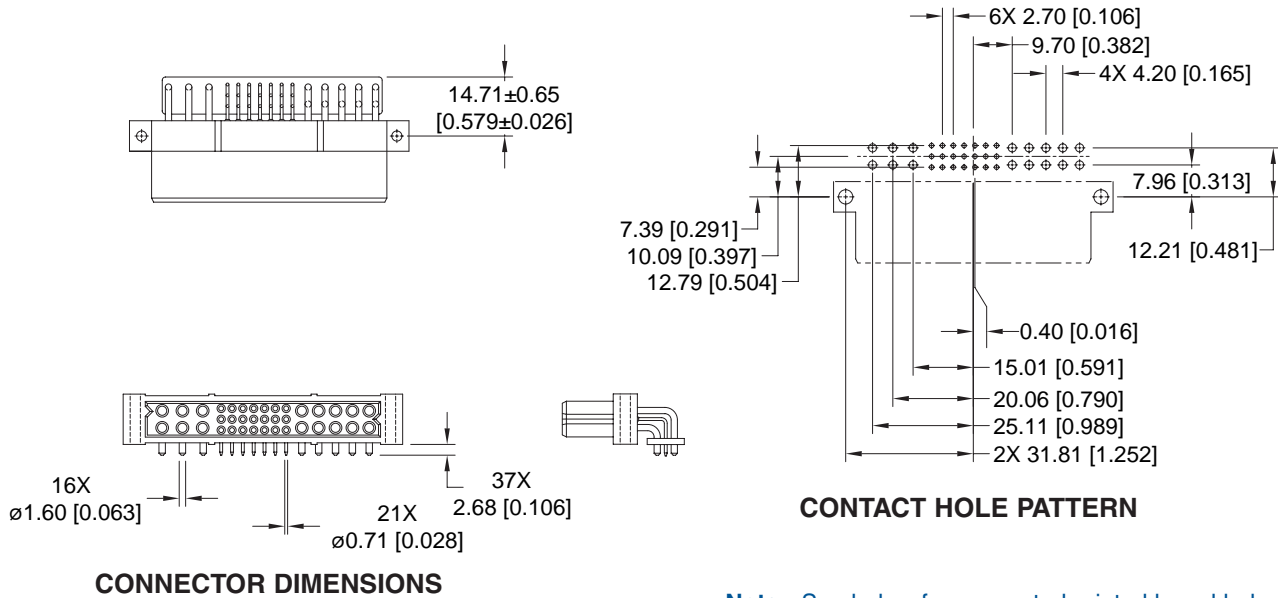 6X 2.70 [0.106]
9.70 [0.382]
4X 4.20 [0.165]
14.71±0.65
[0.579±0.026]
7.96 [0.313]
12.21 [0.481]
7.39 [0.291]
10.09 [0.397]
12.79 [0.504]
0.40 [0.016]
15.01 [0.591]
20.06 [0.790]
25.11 [0.989]
2X 31.81 [1.252]
16X
ø1.60 [0.063]
21X
ø0.71 [0.028]
37X
2.68 [0.106]
CONTACT HOLE PATTERN
CONNECTOR DIMENSIONS